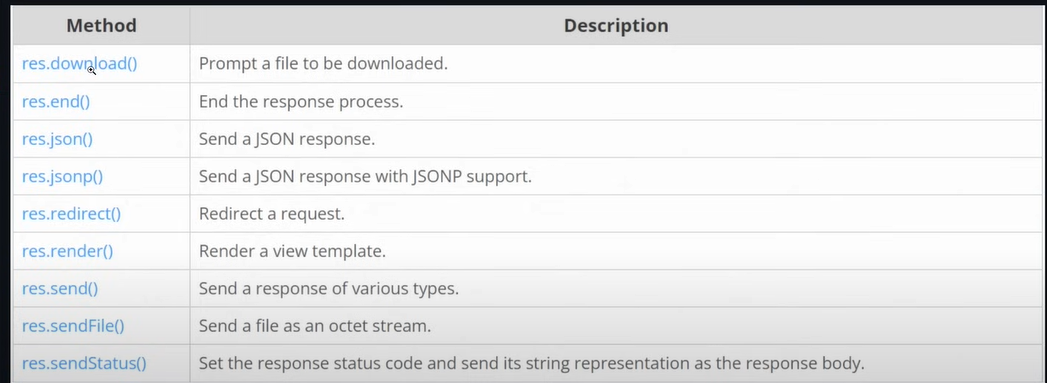 Method Description
res.download() Prompt a file to be downloaded.
res.end() End the response process.
res.json() Send a JSON response.
res.jsonp() Send a JSON response with JSONP support.
res.redirect() Redirect a request.
res.render() Render a view template.
res.send() Send a response of various types.
res.sendFile() Send a file as an octet stream.
res.sendStatus() Set the response status code and send its string representation as the response body.